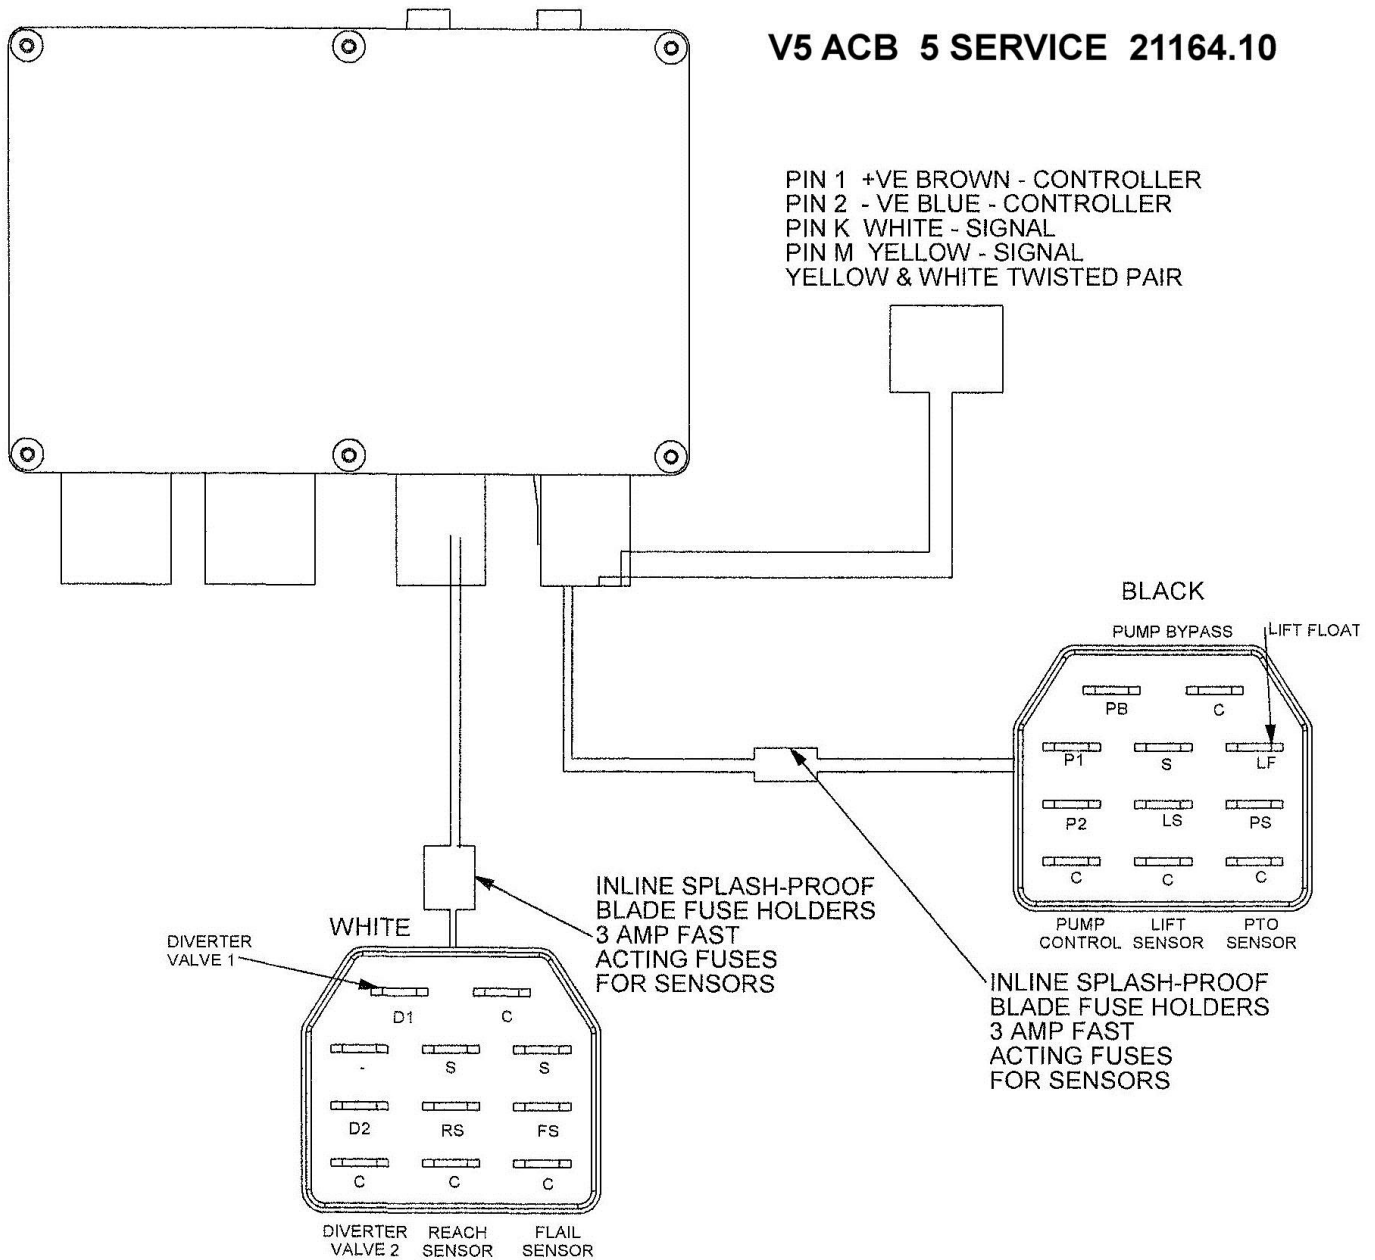 V5 ACB 5 SERVICE 21164.10
PIN 1 +VE BROWN - CONTROLLER
PIN 2 - VE BLUE - CONTROLLER
PIN K WHITE - SIGNAL
PIN M YELLOW - SIGNAL
YELLOW & WHITE TWISTED PAIR
BLACK
PUMP BYPASS
LIFT FLOAT
PB C
P1 S LF
P2 LS PS
C C C
PUMP CONTROL
LIFT SENSOR
PTO SENSOR
INLINE SPLASH-PROOF
BLADE FUSE HOLDERS
3 AMP FAST
ACTING FUSES
FOR SENSORS
INLINE SPLASH-PROOF
BLADE FUSE HOLDERS
3 AMP FAST
ACTING FUSES
FOR SENSORS
WHITE
DIVERTER
VALVE 1
D1 C
- S S
D2 RS FS
C C C
DIVERTER
VALVE 2
REACH
SENSOR
FLAIL
SENSOR